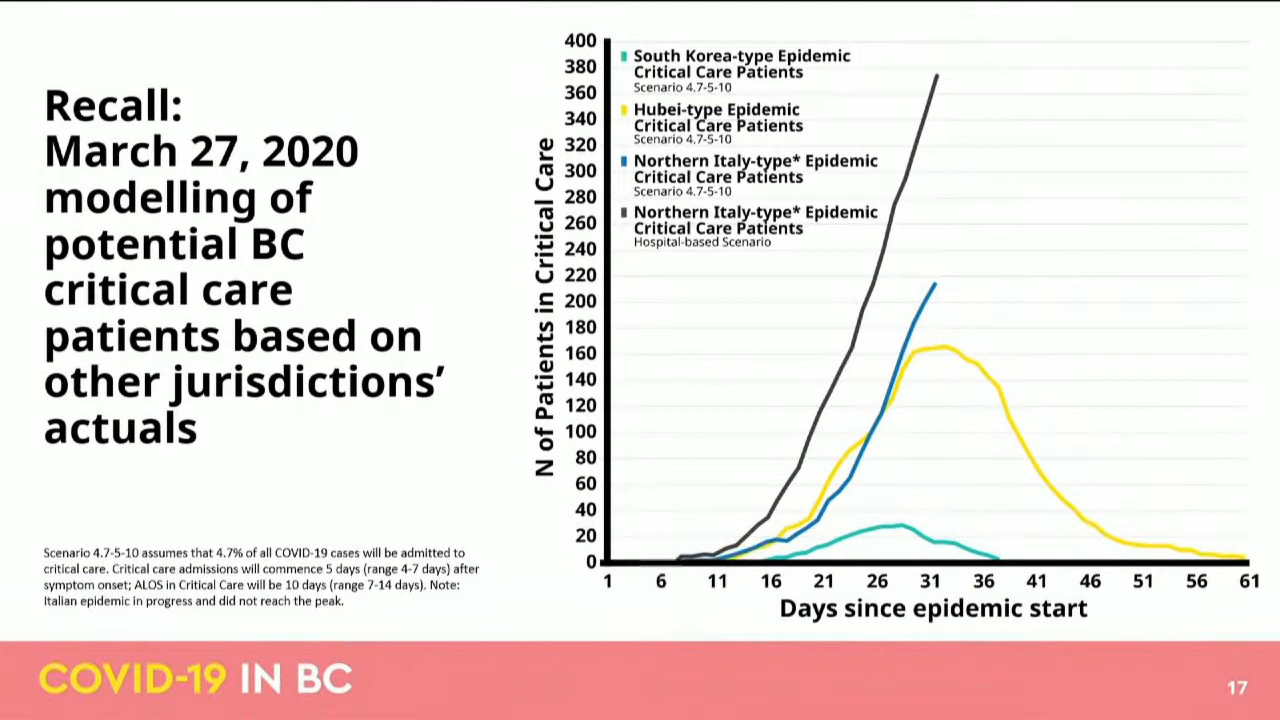 Recall:
March 27, 2020
modelling of
potential BC
critical care
patients based on
other jurisdictions’
actuals
Scenario 4.7-5-10 assumes that 4.7% of all COVID-19 cases will be admitted to
critical care. Critical care admissions will commence 5 days (range 4-7 days) after
symptom onset; ALOS in Critical Care will be 10 days (range 7-14 days). Note:
Italian epidemic in progress and did not reach the peak.
N of Patients in Critical Care
400
380
360
340
320
300
280
260
240
220
200
180
160
140
120
100
80
60
40
20
0
South Korea-type Epidemic
Critical Care Patients
Scenario 4.7-5-10
Hubei-type Epidemic
Critical Care Patients
Scenario 4.7-5-10
Northern Italy-type* Epidemic
Critical Care Patients
Scenario 4.7-5-10
Northern Italy-type* Epidemic
Critical Care Patients
Hospital-based Scenario
1 6 11 16 21 26 31 36 41 46 51 56 61
Days since epidemic start
COVID-19 IN BC
17